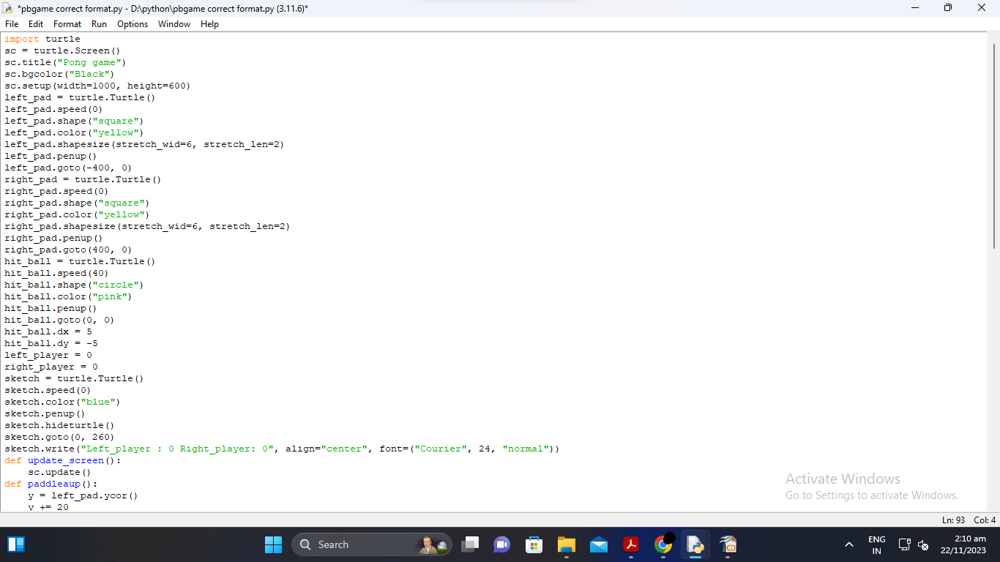 *pbgame correct format.py - D:\python\pbgame correct format.py (3.11.6)*
File Edit Format Run Options Window Help
import turtle
sc = turtle.Screen()
sc.title("Pong game")
sc.bgcolor("Black")
sc.setup(width=1000, height=600)
left_pad = turtle.Turtle()
left_pad.speed(0)
left_pad.shape("square")
left_pad.color("yellow")
left_pad.shapesize(stretch_wid=6, stretch_len=2)
left_pad.penup()
left_pad.goto(-400, 0)
right_pad = turtle.Turtle()
right_pad.speed(0)
right_pad.shape("square")
right_pad.color("yellow")
right_pad.shapesize(stretch_wid=6, stretch_len=2)
right_pad.penup()
right_pad.goto(400, 0)
hit_ball = turtle.Turtle()
hit_ball.speed(40)
hit_ball.shape("circle")
hit_ball.color("pink")
hit_ball.penup()
hit_ball.goto(0, 0)
hit_ball.dx = 5
hit_ball.dy = -5
left_player = 0
right_player = 0
sketch = turtle.Turtle()
sketch.speed(0)
sketch.color("blue")
sketch.penup()
sketch.hideturtle()
sketch.goto(0, 260)
sketch.write("Left_player : 0 Right_player: 0", align="center", font=("Courier", 24, "normal"))
def update_screen():
    sc.update()
def paddleaup():
    y = left_pad.ycor()
    y += 20
Activate Windows
Go to Settings to activate Windows.
Ln: 93 Col: 4
Search
ENG
IN
2:10 am
22/11/2023